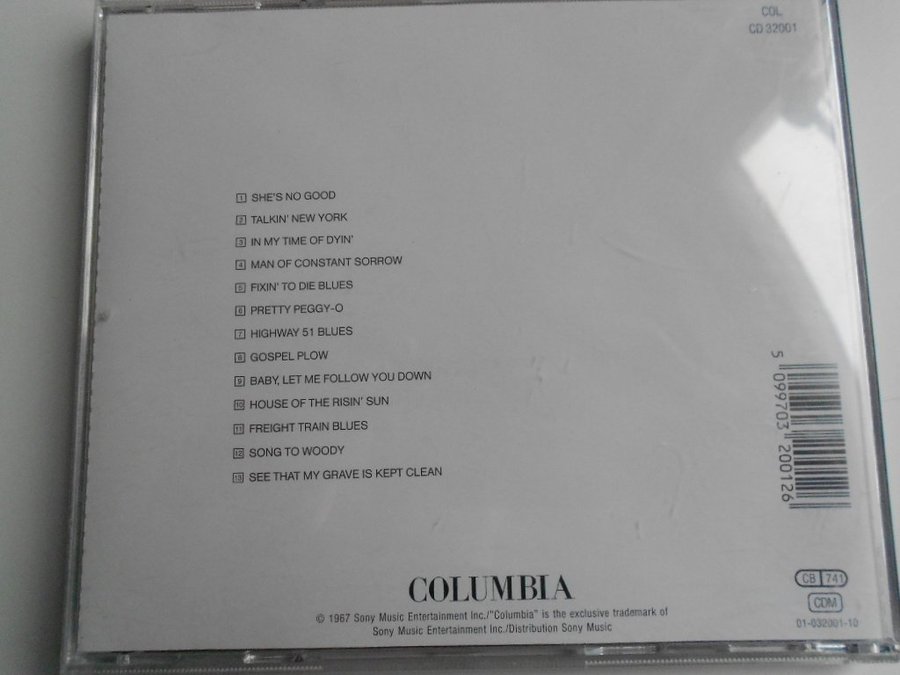 COL
CD 32001
1 SHE'S NO GOOD
2 TALKIN' NEW YORK
3 IN MY TIME OF DYIN'
4 MAN OF CONSTANT SORROW
5 FIXIN' TO DIE BLUES
6 PRETTY PEGGY-O
7 HIGHWAY 51 BLUES
8 GOSPEL PLOW
9 BABY, LET ME FOLLOW YOU DOWN
10 HOUSE OF THE RISIN' SUN
11 FREIGHT TRAIN BLUES
12 SONG TO WOODY
13 SEE THAT MY GRAVE IS KEPT CLEAN
5 099703 200126
COLUMBIA
© 1967 Sony Music Entertainment Inc./"Columbia" is the exclusive trademark of
Sony Music Entertainment Inc./Distribution Sony Music
CB 741
CDM
01-032001-10